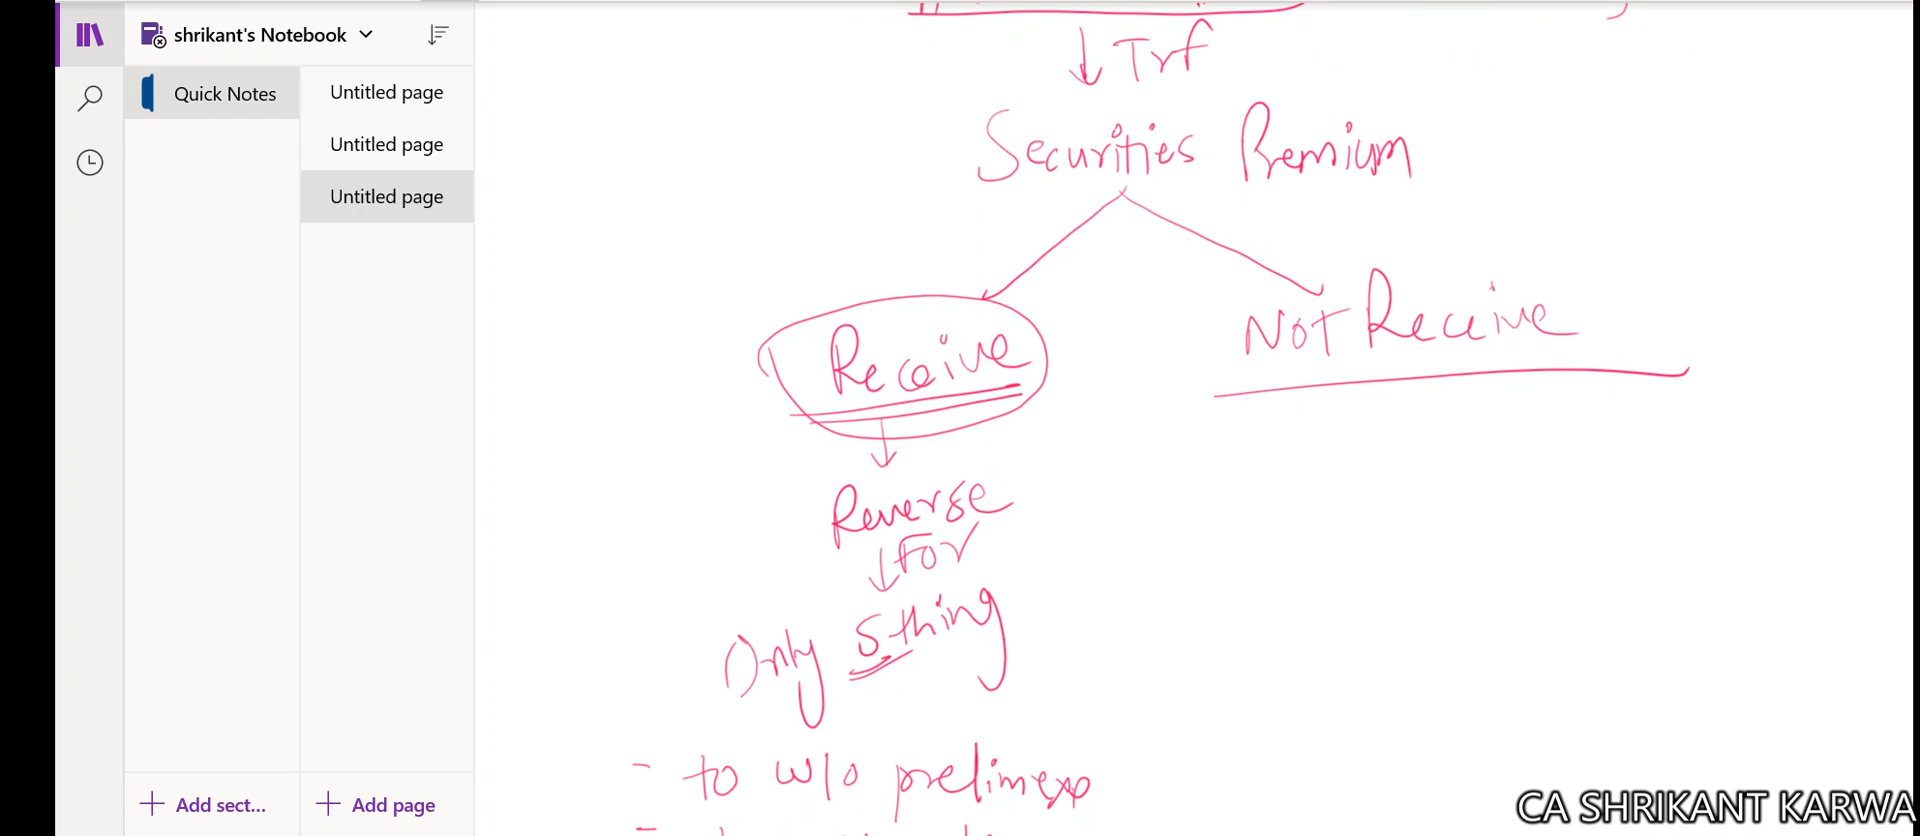 shrikant's Notebook
Quick Notes
Untitled page
Untitled page
Untitled page
Trf
Securities Premium
Receive
Not Receive
Reverse
For
Only 5 thing
- to w/o prelim exp
+ Add sect...
+ Add page
CA SHRIKANT KARWA